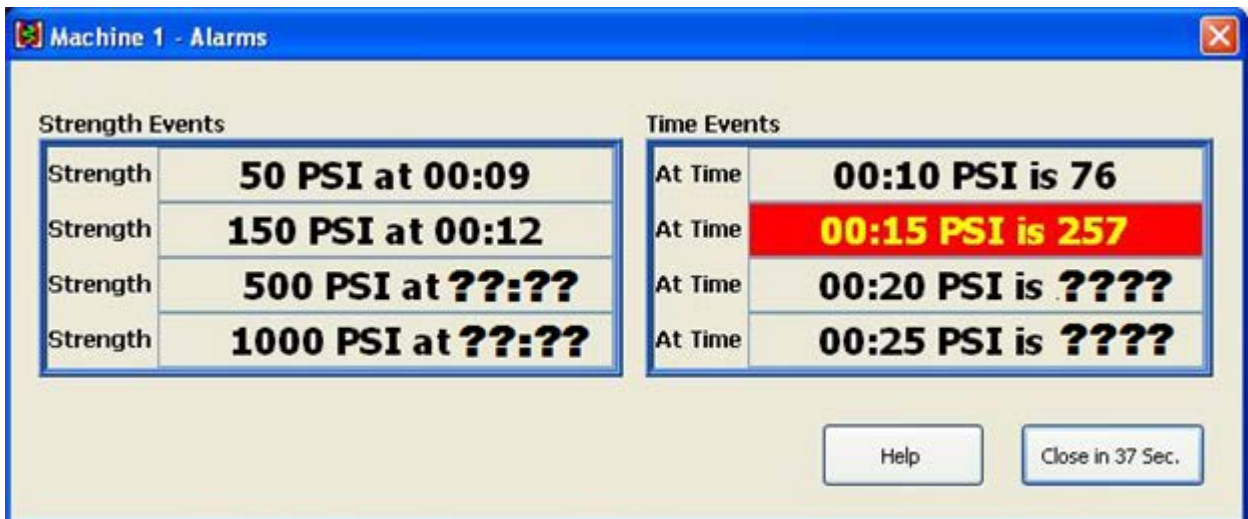 Machine 1 - Alarms
Strength Events
Strength 50 PSI at 00:09
Strength 150 PSI at 00:12
Strength 500 PSI at ??:??
Strength 1000 PSI at ??:??
Time Events
At Time 00:10 PSI is 76
At Time 00:15 PSI is 257
At Time 00:20 PSI is ????
At Time 00:25 PSI is ????
Help
Close in 37 Sec.